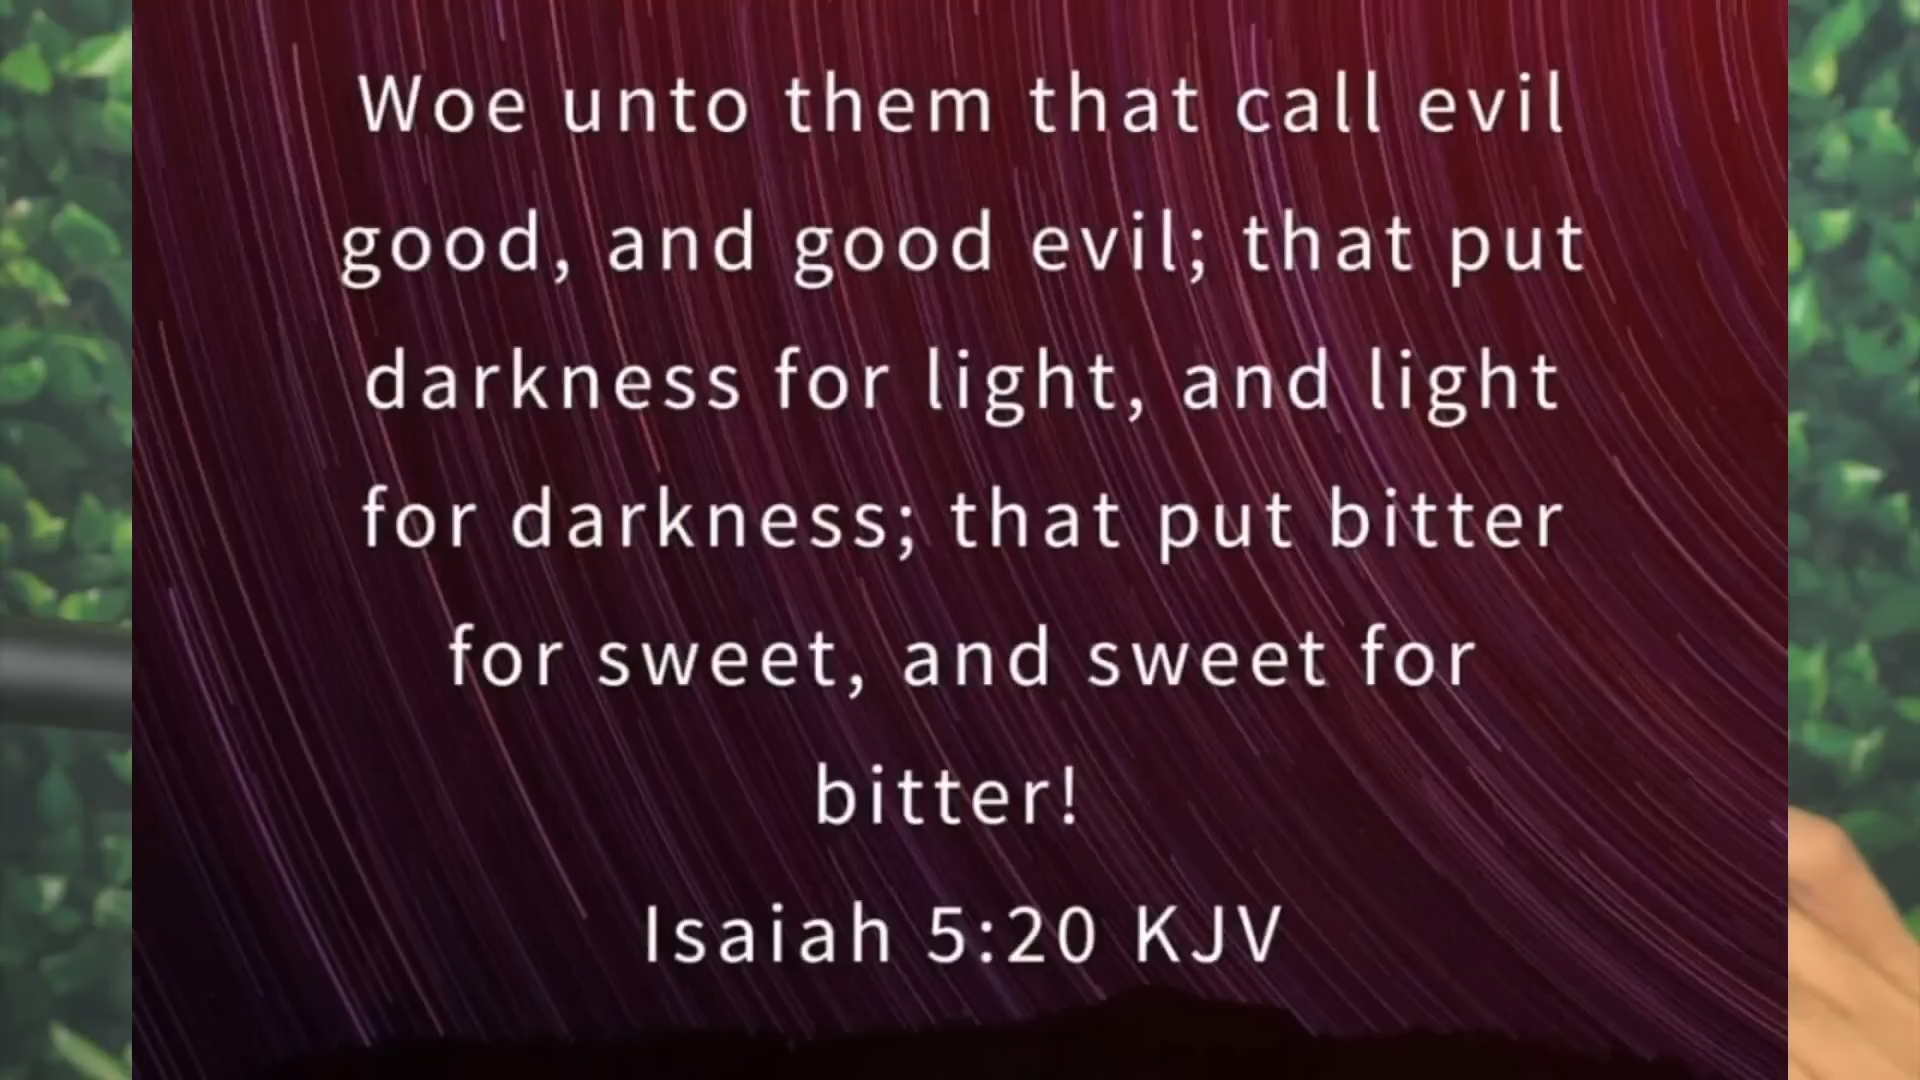 Woe unto them that call evil
good, and good evil; that put
darkness for light, and light
for darkness; that put bitter
for sweet, and sweet for
bitter!
Isaiah 5:20 KJV